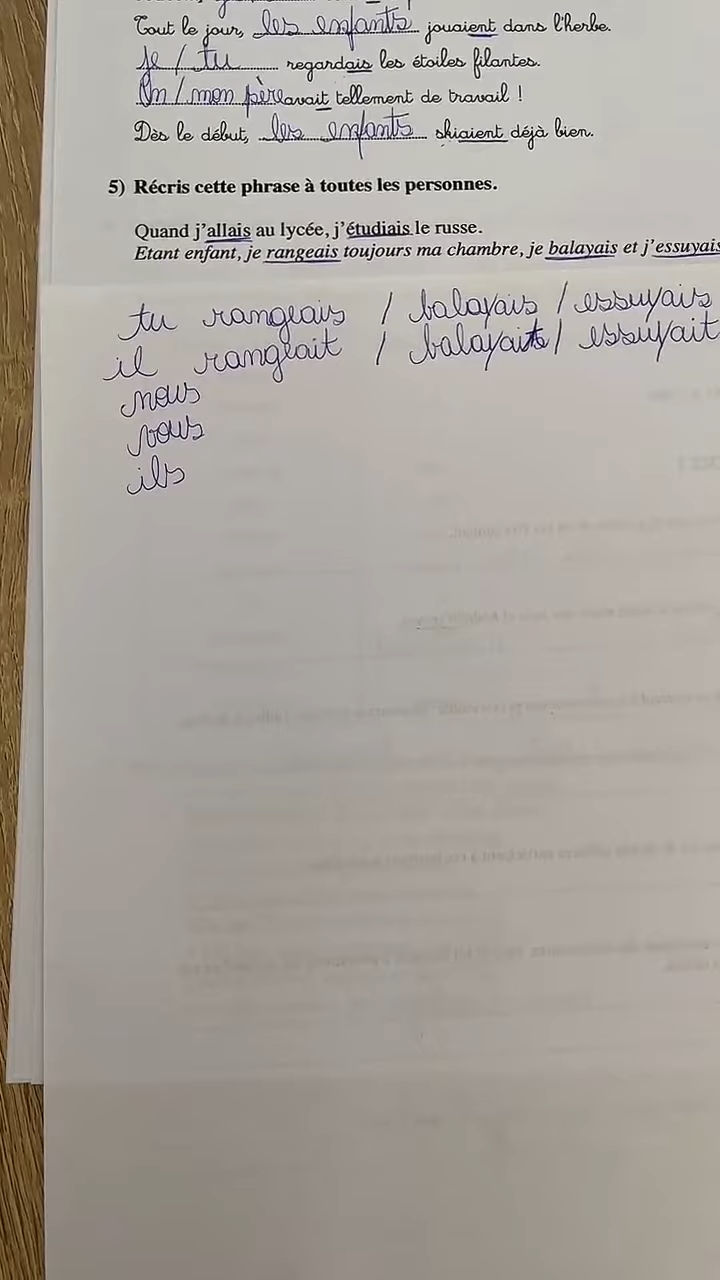 Tout le jour, les enfants jouaient dans l'herbe.
je / tu regardais les étoiles filantes.
On / mon père avait tellement de travail !
Dès le début, les enfants skiaient déjà bien.
5) Récris cette phrase à toutes les personnes.
Quand j'allais au lycée, j'étudiais le russe.
Etant enfant, je rangeais toujours ma chambre, je balayais et j'essuyais
tu rangeais / balayais / essuyais
il rangeait / balayait / essuyait
nous
vous
ils